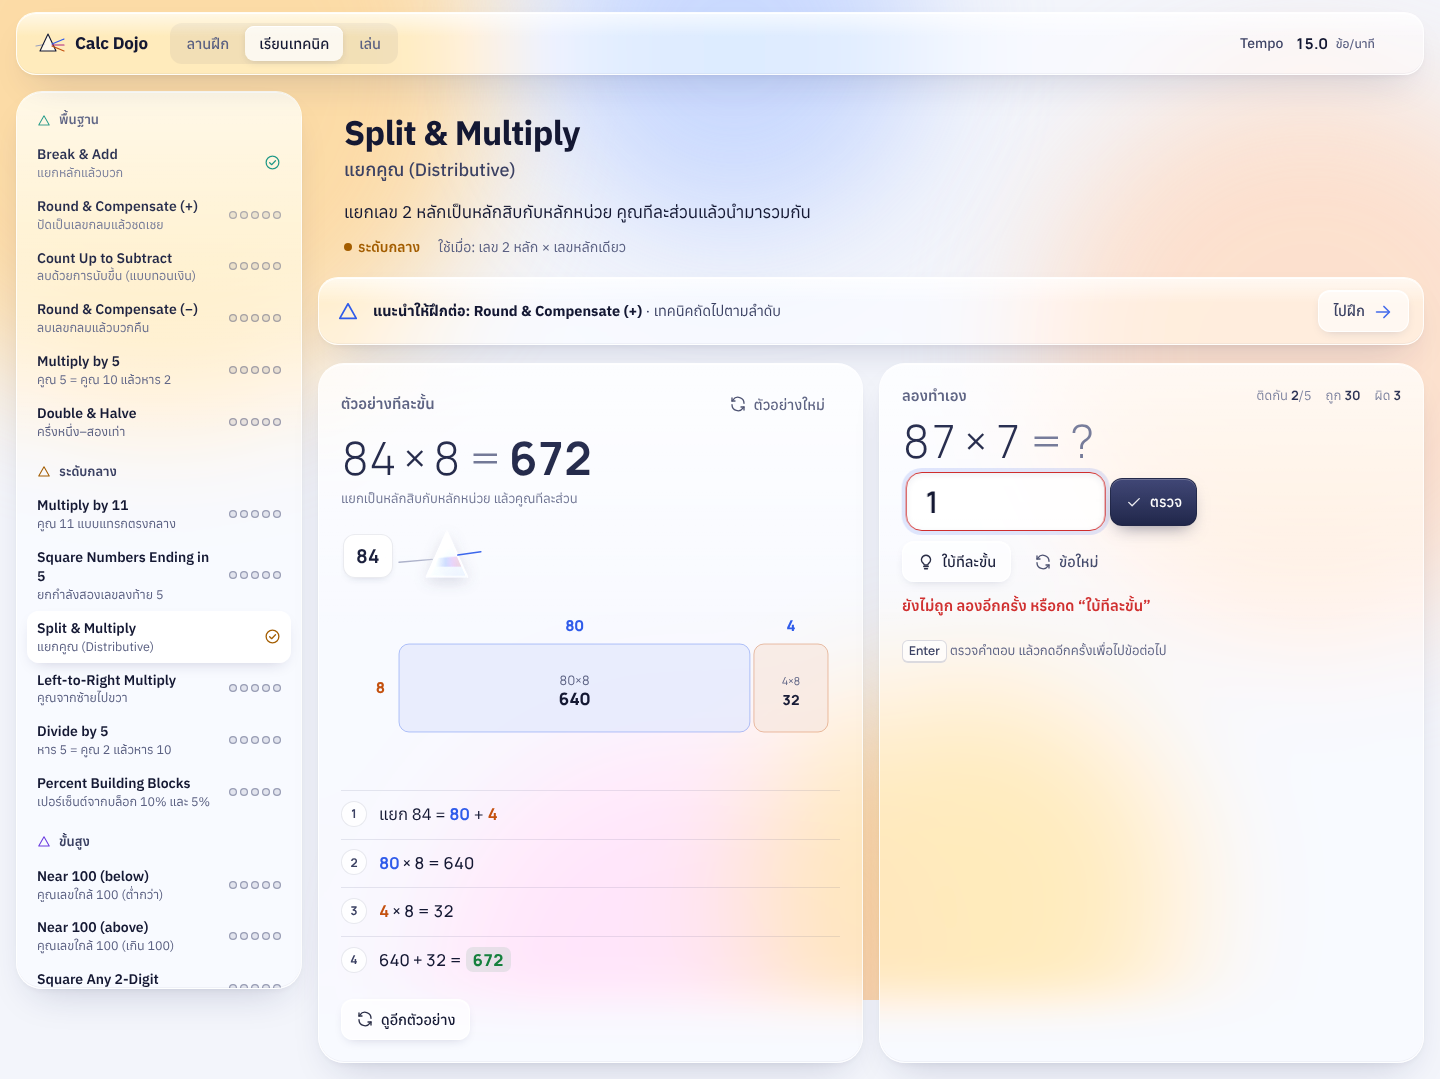 Calc Dojo
ลานฝึก
เรียนเทคนิค
เล่น
Tempo 15.0 ข้อ/นาที
พื้นฐาน
Break & Add
แยกหลักแล้วบวก
Round & Compensate (+)
ปัดเป็นเลขกลมแล้วชดเชย
Count Up to Subtract
ลบด้วยการนับขึ้น (แบบทอนเงิน)
Round & Compensate (−)
ลบเลขกลมแล้วบวกคืน
Multiply by 5
คูณ 5 = คูณ 10 แล้วหาร 2
Double & Halve
ครึ่งหนึ่ง–สองเท่า
ระดับกลาง
Multiply by 11
คูณ 11 แบบแทรกตรงกลาง
Square Numbers Ending in
5
ยกกำลังสองเลขลงท้าย 5
Split & Multiply
แยกคูณ (Distributive)
Left-to-Right Multiply
คูณจากซ้ายไปขวา
Divide by 5
หาร 5 = คูณ 2 แล้วหาร 10
Percent Building Blocks
เปอร์เซ็นต์จากบล็อก 10% และ 5%
ขั้นสูง
Near 100 (below)
คูณเลขใกล้ 100 (ต่ำกว่า)
Near 100 (above)
คูณเลขใกล้ 100 (เกิน 100)
Square Any 2-Digit
Split & Multiply
แยกคูณ (Distributive)
แยกเลข 2 หลักเป็นหลักสิบกับหลักหน่วย คูณทีละส่วนแล้วนำมารวมกัน
ระดับกลาง ใช้เมื่อ: เลข 2 หลัก × เลขหลักเดียว
แนะนำให้ฝึกต่อ: Round & Compensate (+) · เทคนิคถัดไปตามลำดับ
ไปฝึก
ตัวอย่างทีละขั้น
ตัวอย่างใหม่
84 × 8 = 672
แยกเป็นหลักสิบกับหลักหน่วย แล้วคูณทีละส่วน
84
80
4
8
80×8
640
4×8
32
1 แยก 84 = 80 + 4
2 80 × 8 = 640
3 4 × 8 = 32
4 640 + 32 = 672
ดูอีกตัวอย่าง
ลองทำเอง
ติดกัน 2/5 ถูก 30 ผิด 3
87 × 7 = ?
1
ตรวจ
ใบ้ทีละขั้น
ข้อใหม่
ยังไม่ถูก ลองอีกครั้ง หรือกด “ใบ้ทีละขั้น”
Enter ตรวจคำตอบ แล้วกดอีกครั้งเพื่อไปข้อต่อไป